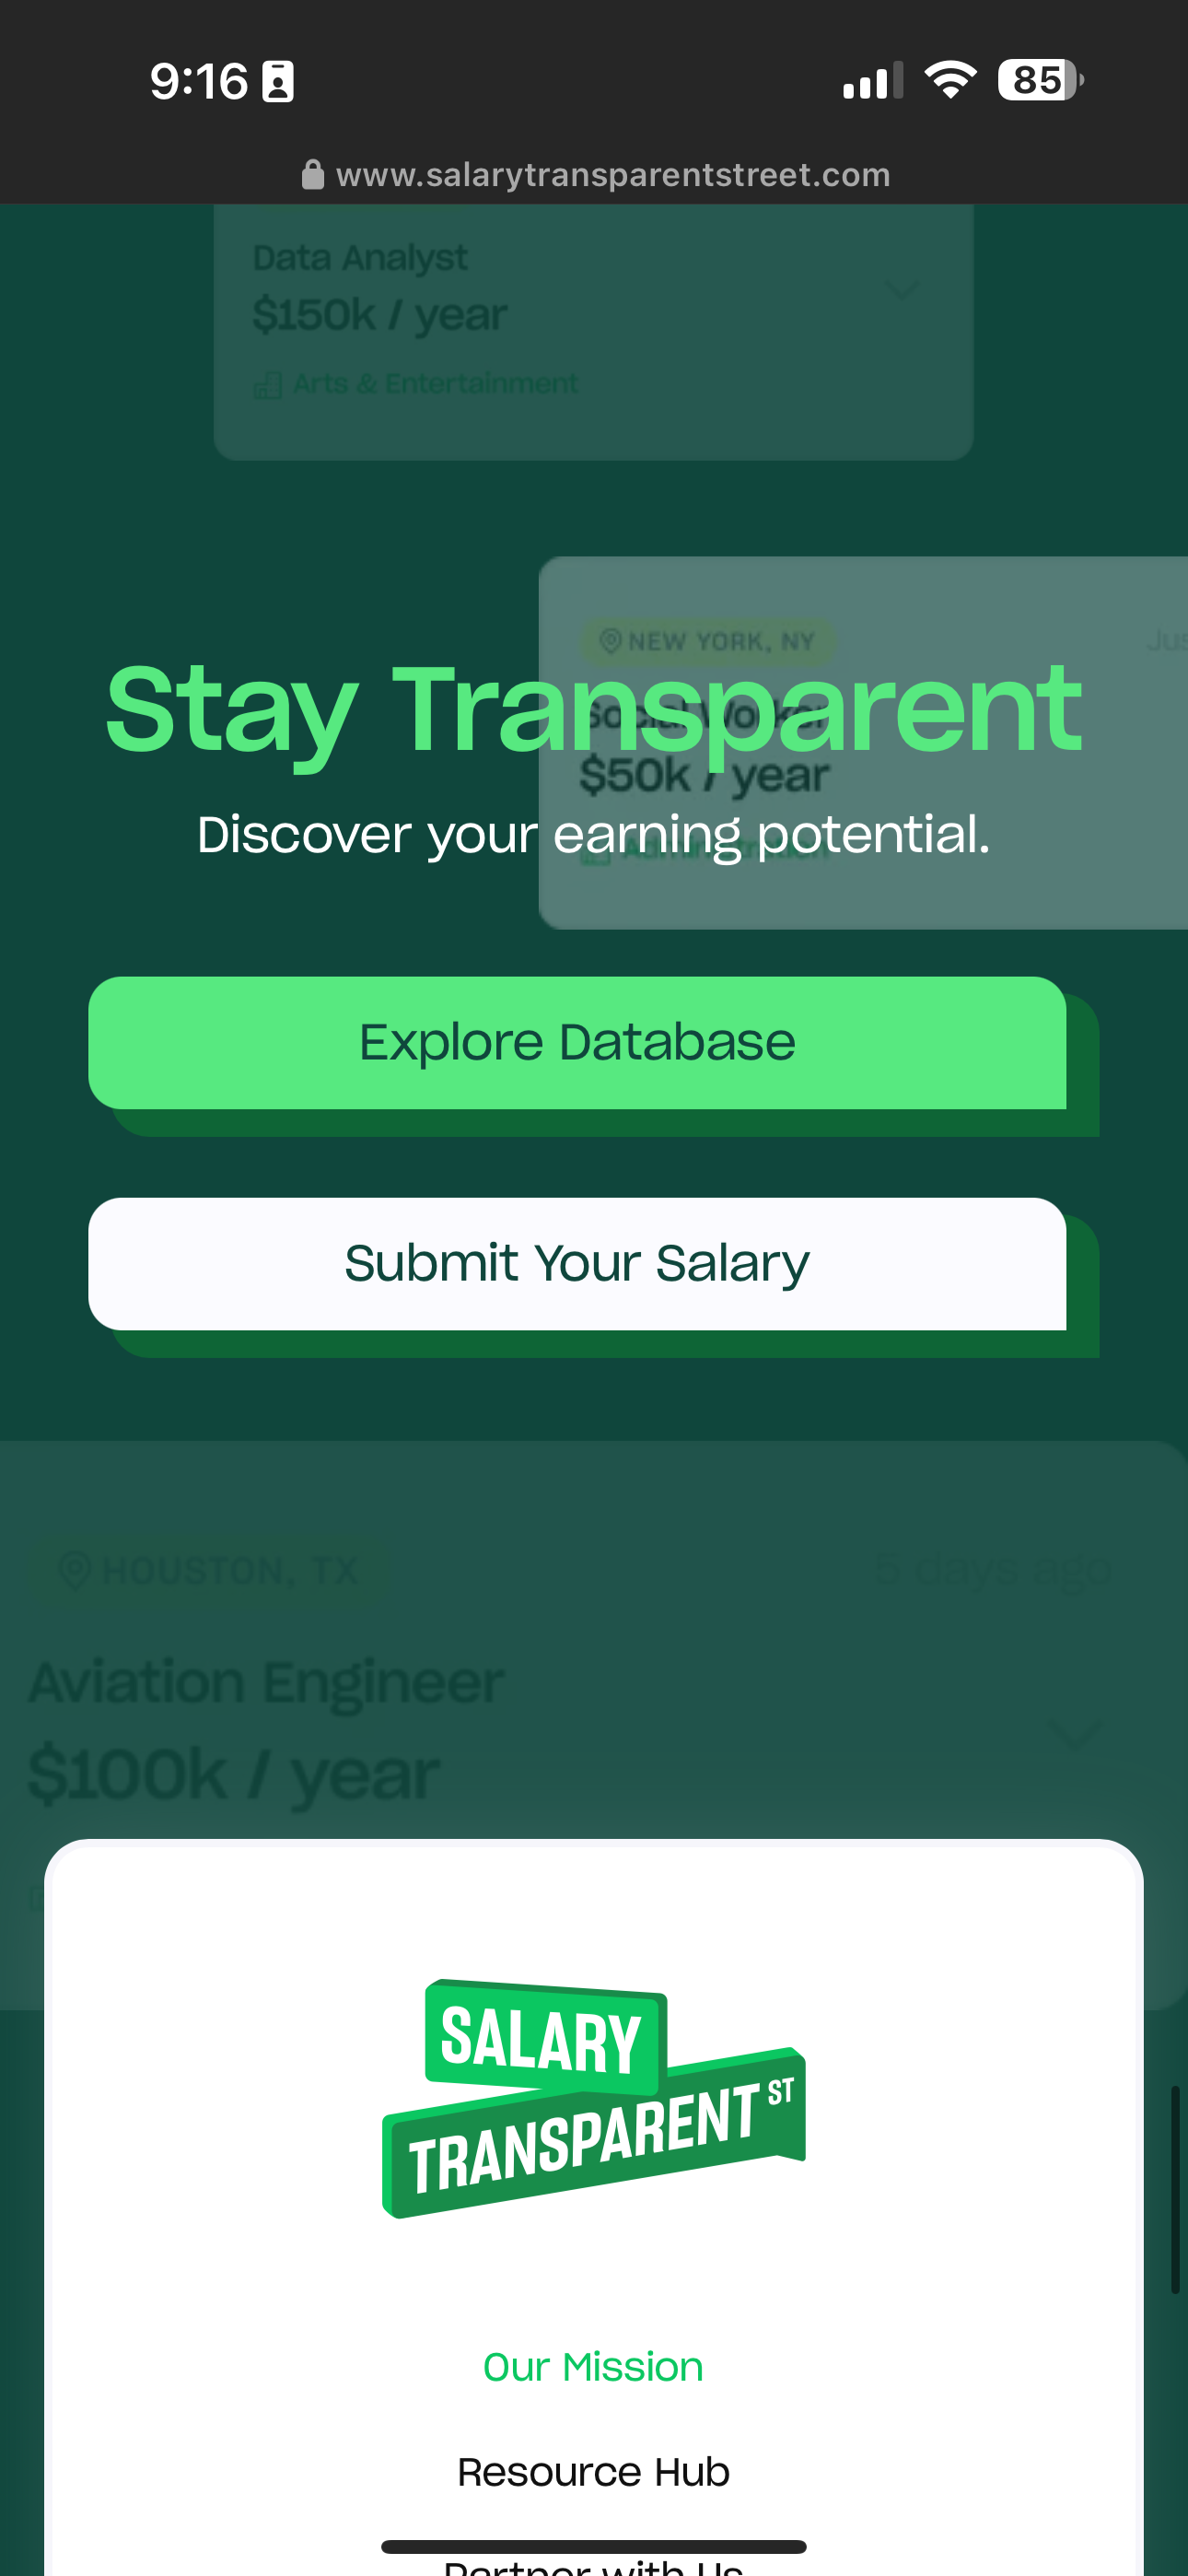 9:16
85
www.salarytransparentstreet.com
Data Analyst
$150k / year
Arts & Entertainment
NEW YORK, NY
Stay Transparent
Social Worker
$50k / year
Discover your earning potential.
Administration
Explore Database
Submit Your Salary
HOUSTON, TX
5 days ago
Aviation Engineer
$100k / year
SALARY
TRANSPARENT ST
Our Mission
Resource Hub
Partner with Us